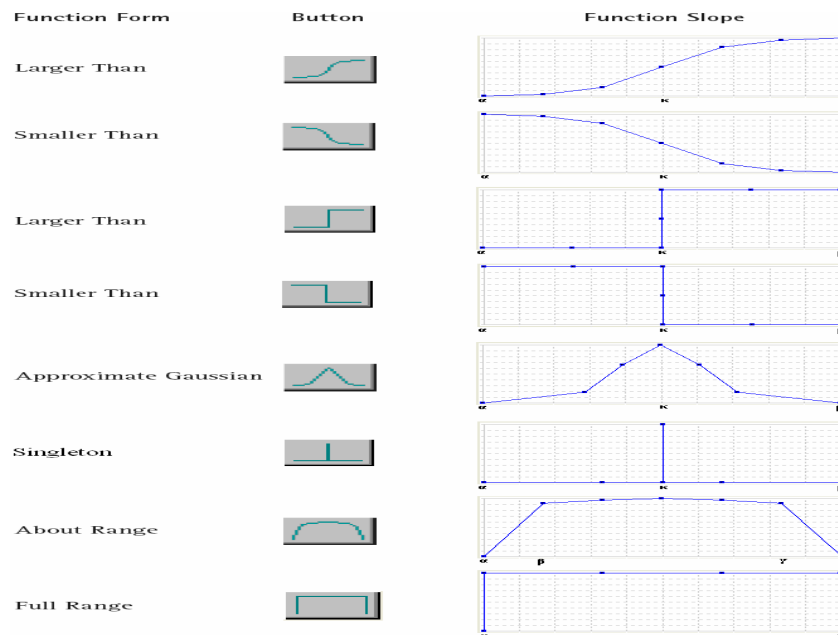 Function Form Button Function Slope
Larger Than
α κ
Smaller Than
α κ
Larger Than
α κ
Smaller Than
α κ
Approximate Gaussian
α κ
Singleton
α κ
About Range
α β γ
Full Range